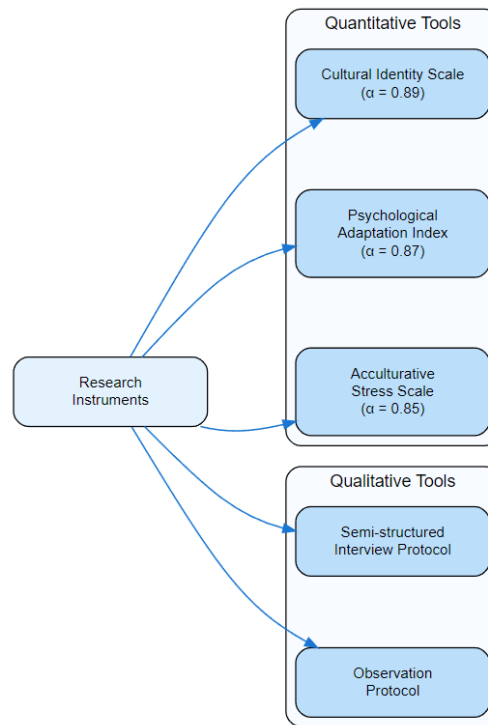 Quantitative Tools
Cultural Identity Scale
(α = 0.89)
Psychological
Adaptation Index
(α = 0.87)
Research
Instruments
Acculturative
Stress Scale
(α = 0.85)
Qualitative Tools
Semi-structured
Interview Protocol
Observation
Protocol